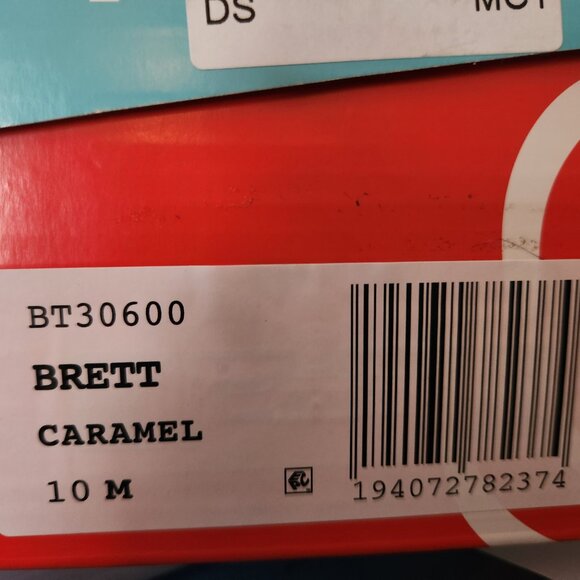 DS
BT30600
BRETT
CARAMEL
10 M
194072782374